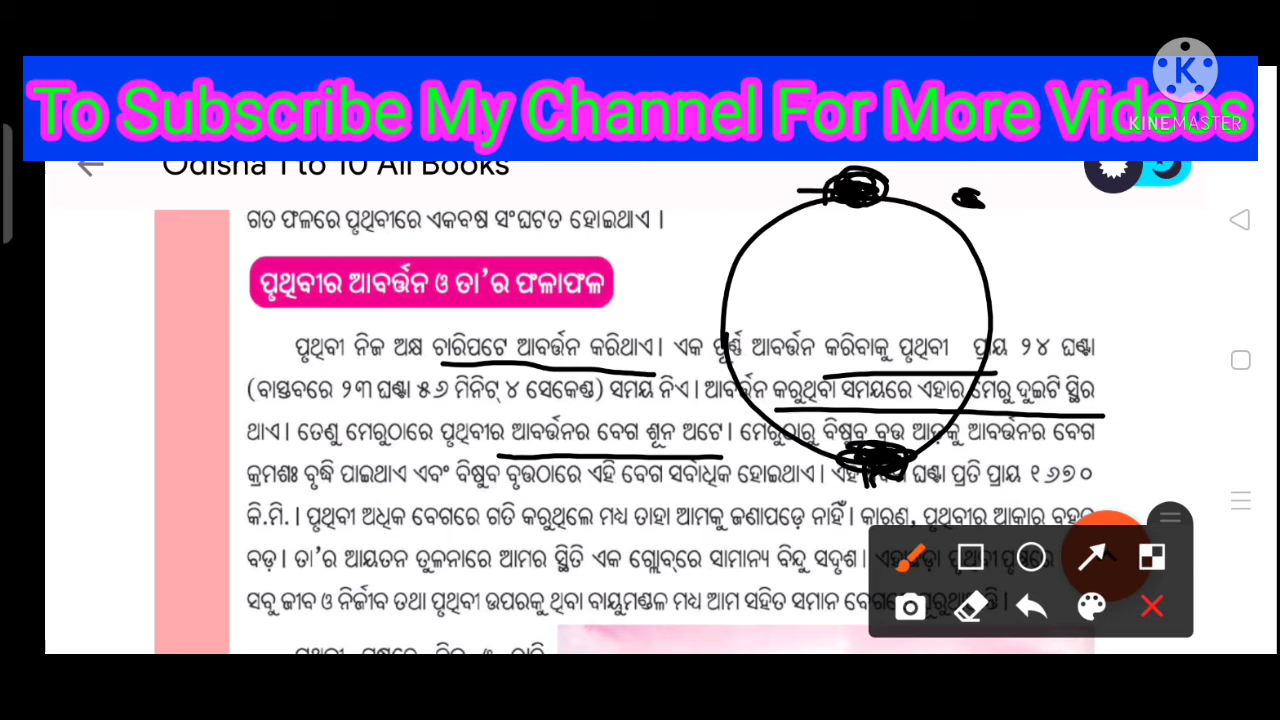 To Subscribe My Channel For More Videos
KINEMASTER
Odisha 1 to 10 All Books
ଗତ ଫଳରେ ପୃଥିବୀରେ ଏକବର୍ଷ ସଂଘଟିତ ହୋଇଥାଏ ।
ପୃଥିବୀର ଆବର୍ତ୍ତନ ଓ ତା'ର ଫଳାଫଳ
ପୃଥିବୀ ନିଜ ଅକ୍ଷ ଚାରିପଟେ ଆବର୍ତ୍ତନ କରିଥାଏ। ଏକ ପୂର୍ଣ୍ଣ ଆବର୍ତ୍ତନ କରିବାକୁ ପୃଥିବୀ ପ୍ରାୟ ୨୪ ଘଣ୍ଟା
(ବାସ୍ତବରେ ୨୩ ଘଣ୍ଟା ୫୬ ମିନିଟ୍ ୪ ସେକେଣ୍ଡ) ସମୟ ନିଏ। ଆବର୍ତ୍ତନ କରୁଥିବା ସମୟରେ ଏହାର ମେରୁ ଦୁଇଟି ସ୍ଥିର
ଥାଏ। ତେଣୁ ମେରୁଠାରେ ପୃଥିବୀର ଆବର୍ତ୍ତନର ବେଗ ଶୂନ ଅଟେ। ମେରୁଠାରୁ ବିଷୁବ ବୃତ୍ତ ଆଡ଼କୁ ଆବର୍ତ୍ତନର ବେଗ
କ୍ରମଶଃ ବୃଦ୍ଧି ପାଇଥାଏ ଏବଂ ବିଷୁବ ବୃତ୍ତଠାରେ ଏହି ବେଗ ସର୍ବାଧିକ ହୋଇଥାଏ। ଘଣ୍ଟା ପ୍ରତି ପ୍ରାୟ ୧୬୭୦
କି.ମି.। ପୃଥିବୀ ଅଧିକ ବେଗରେ ଗତି କରୁଥିଲେ ମଧ୍ୟ ତାହା ଆମକୁ ଜଣାପଡ଼େ ନାହିଁ। କାରଣ, ପୃଥିବୀର ଆକାର ବହୁତ
ବଡ଼। ତା'ର ଆୟତନ ତୁଳନାରେ ଆମର ସ୍ଥିତି ଏକ ଗ୍ଲୋବ୍‌ରେ ସାମାନ୍ୟ ବିନ୍ଦୁ ସଦୃଶ।
ସବୁ ଜୀବ ଓ ନିର୍ଜୀବ ତଥା ପୃଥିବୀ ଉପରକୁ ଥିବା ବାୟୁମଣ୍ଡଳ ମଧ୍ୟ ଆମ ସହିତ ସମାନ